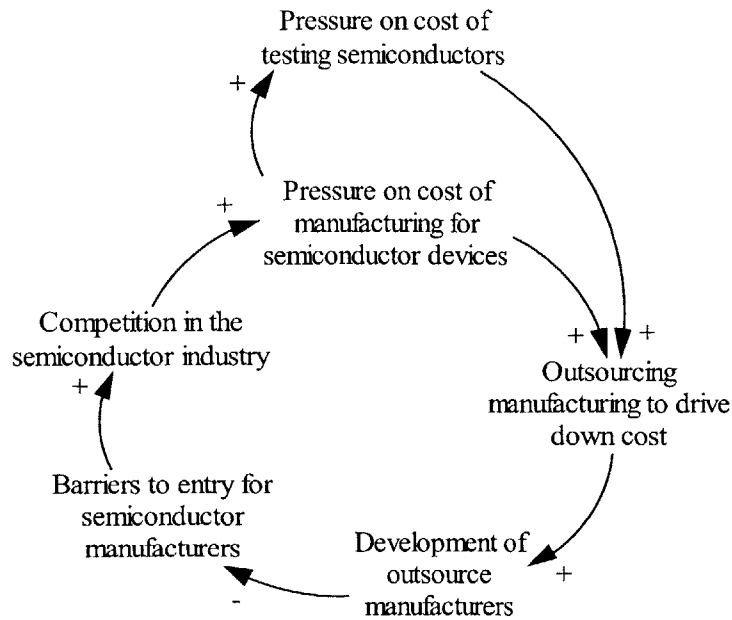 Pressure on cost of
testing semiconductors
+
Pressure on cost of
manufacturing for
semiconductor devices
+
Competition in the
semiconductor industry
+
+
+
Outsourcing
manufacturing to drive
down cost
Barriers to entry for
semiconductor
manufacturers
Development of
outsource
manufacturers
+
-